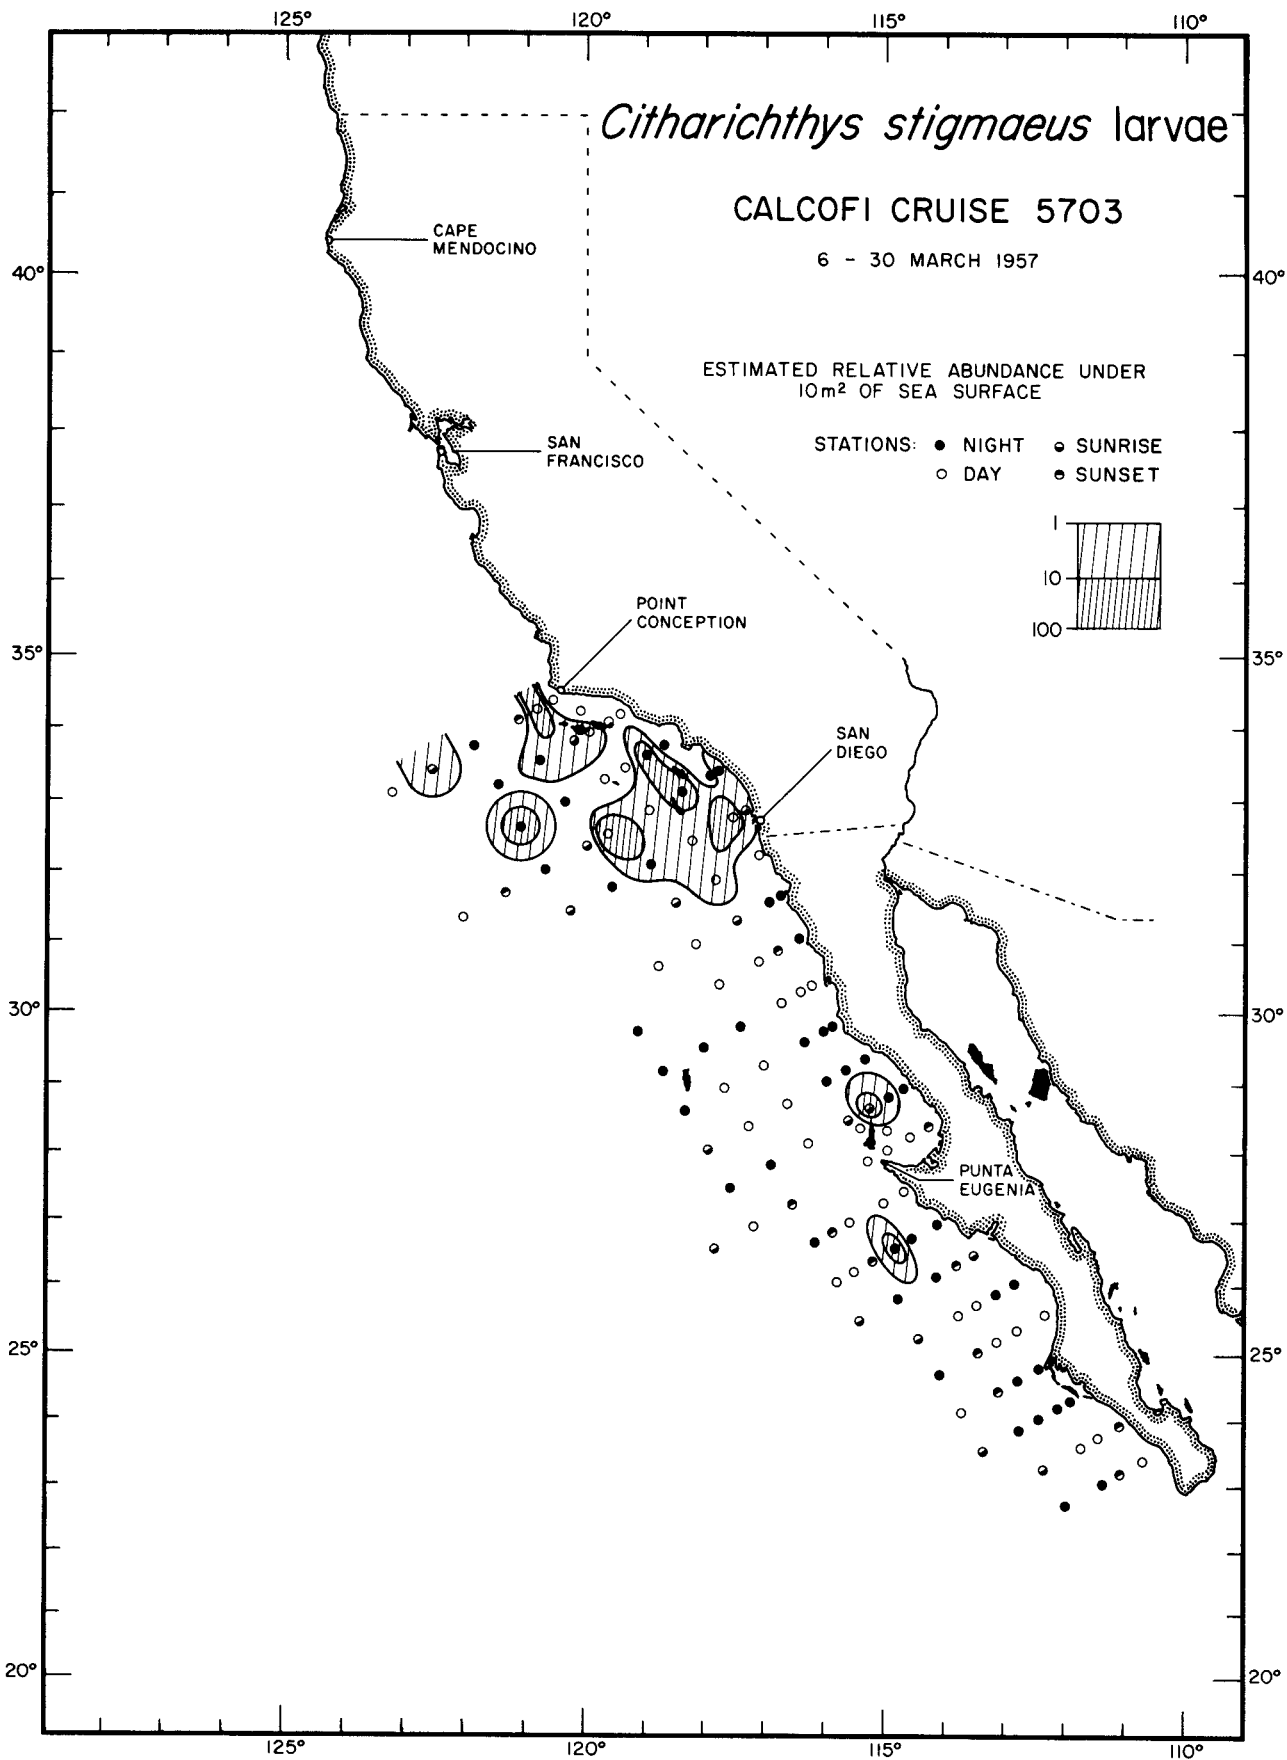 125° 120° 115° 110°
Citharichthys stigmaeus larvae
CALCOFI CRUISE 5703
6 - 30 MARCH 1957
CAPE
MENDOCINO
40° 40°
ESTIMATED RELATIVE ABUNDANCE UNDER
10m² OF SEA SURFACE
STATIONS: ● NIGHT ◒ SUNRISE
○ DAY ◓ SUNSET
SAN
FRANCISCO
1
10
100
POINT
CONCEPTION
35° 35°
SAN
DIEGO
30° 30°
PUNTA
EUGENIA
25° 25°
20° 20°
125° 120° 115° 110°